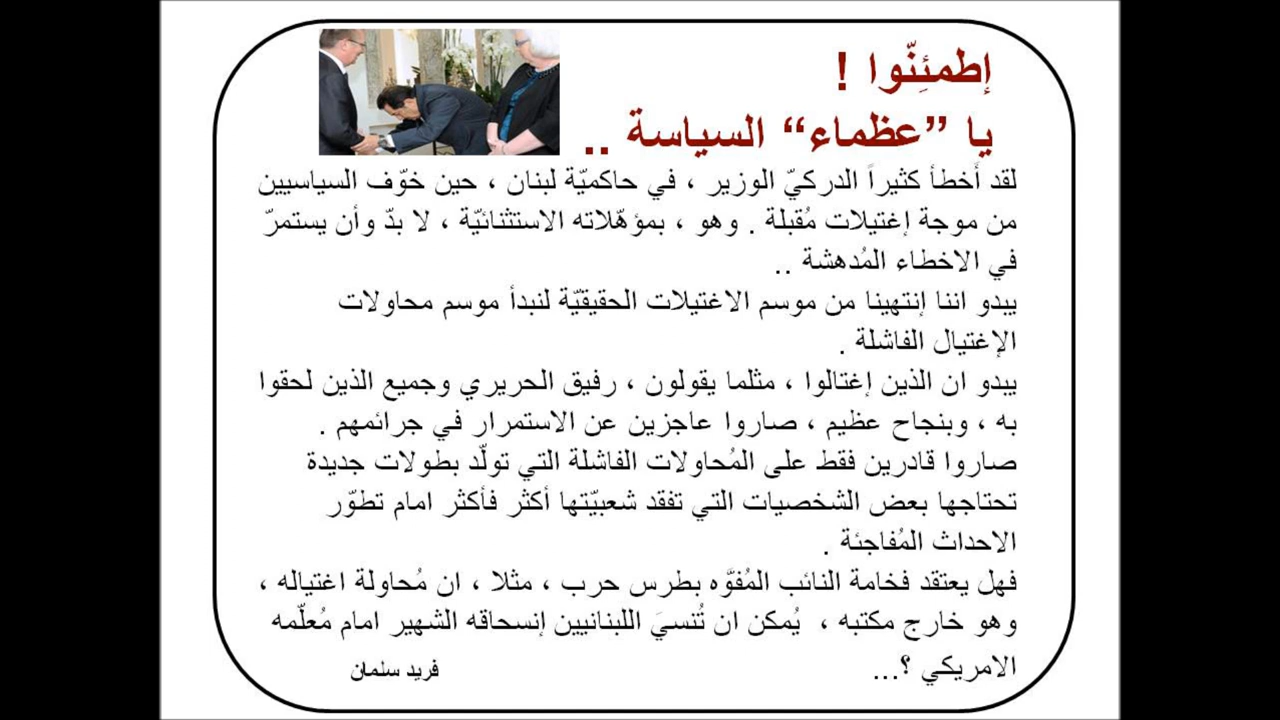 إطمئِنّوا !
يا ”عظماء“ السياسة ..
لقد أخطأ كثيراً الدركيّ الوزير ، في حاكميّة لبنان ، حين خوّف السياسيين
من موجة إغتيلات مُقبلة . وهو ، بمؤهّلاته الاستثنائيّة ، لا بدّ وأن يستمرّ
في الاخطاء المُدهشة ..
يبدو اننا إنتهينا من موسم الاغتيلات الحقيقيّة لنبدأ موسم محاولات
الإغتيال الفاشلة .
يبدو ان الذين إغتالوا ، مثلما يقولون ، رفيق الحريري وجميع الذين لحقوا
به ، وبنجاح عظيم ، صاروا عاجزين عن الاستمرار في جرائمهم .
صاروا قادرين فقط على المُحاولات الفاشلة التي تولّد بطولات جديدة
تحتاجها بعض الشخصيات التي تفقد شعبيّتها أكثر فأكثر امام تطوّر
الاحداث المُفاجئة .
فهل يعتقد فخامة النائب المُفوَّه بطرس حرب ، مثلا ، ان مُحاولة اغتياله ،
وهو خارج مكتبه ، يُمكن ان تُنسيَ اللبنانيين إنسحاقه الشهير امام مُعلّمه
الامريكي ؟...
فريد سلمان